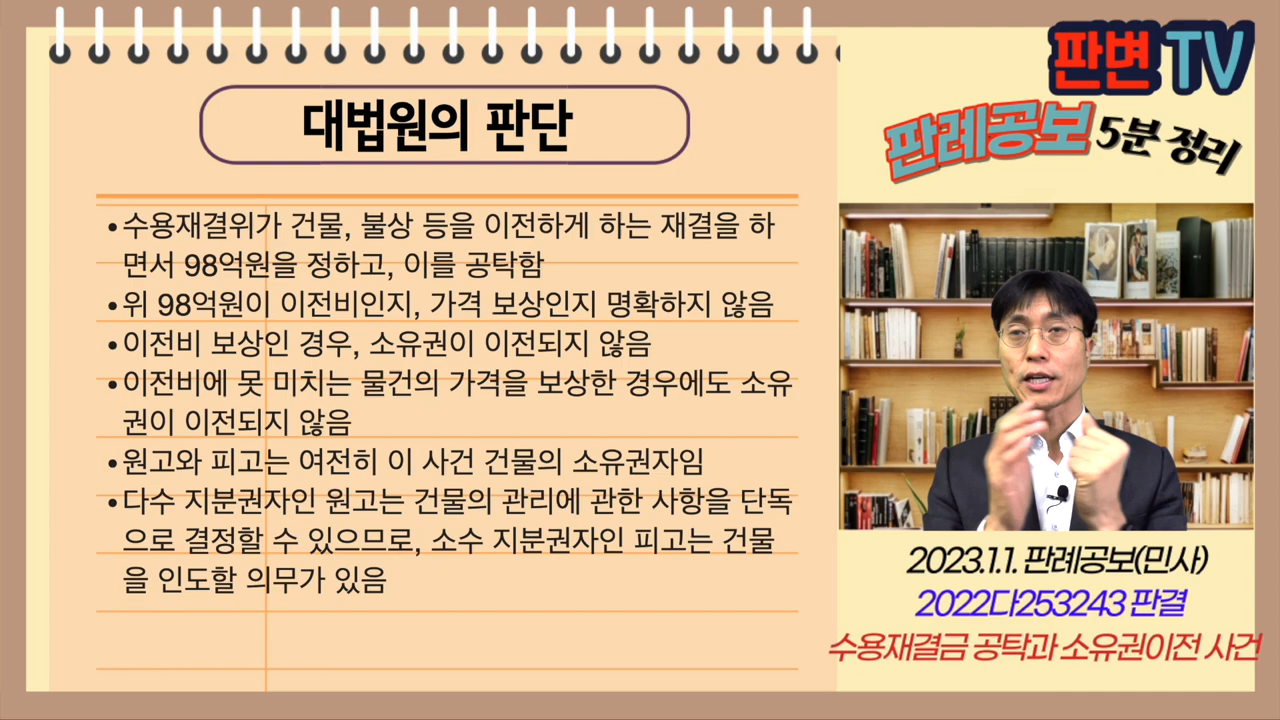 대법원의 판단
•수용재결위가 건물, 불상 등을 이전하게 하는 재결을 하
면서 98억원을 정하고, 이를 공탁함
•위 98억원이 이전비인지, 가격 보상인지 명확하지 않음
•이전비 보상인 경우, 소유권이 이전되지 않음
•이전비에 못 미치는 물건의 가격을 보상한 경우에도 소유
권이 이전되지 않음
•원고와 피고는 여전히 이 사건 건물의 소유권자임
•다수 지분권자인 원고는 건물의 관리에 관한 사항을 단독
으로 결정할 수 있으므로, 소수 지분권자인 피고는 건물
을 인도할 의무가 있음
판변 TV
판례공보 5분 정리
2023.1.1. 판례공보(민사)
2022다253243 판결
수용재결금 공탁과 소유권이전 사건